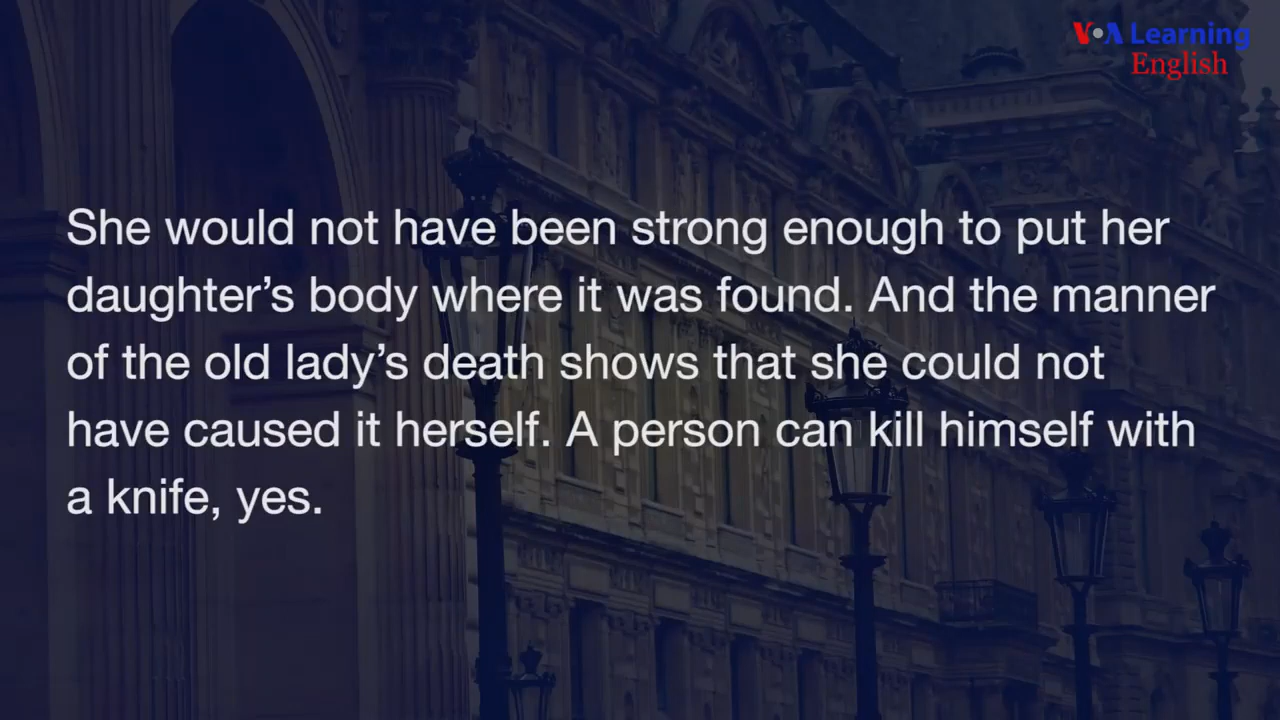 VOA Learning
English
She would not have been strong enough to put her
daughter’s body where it was found. And the manner
of the old lady’s death shows that she could not
have caused it herself. A person can kill himself with
a knife, yes.